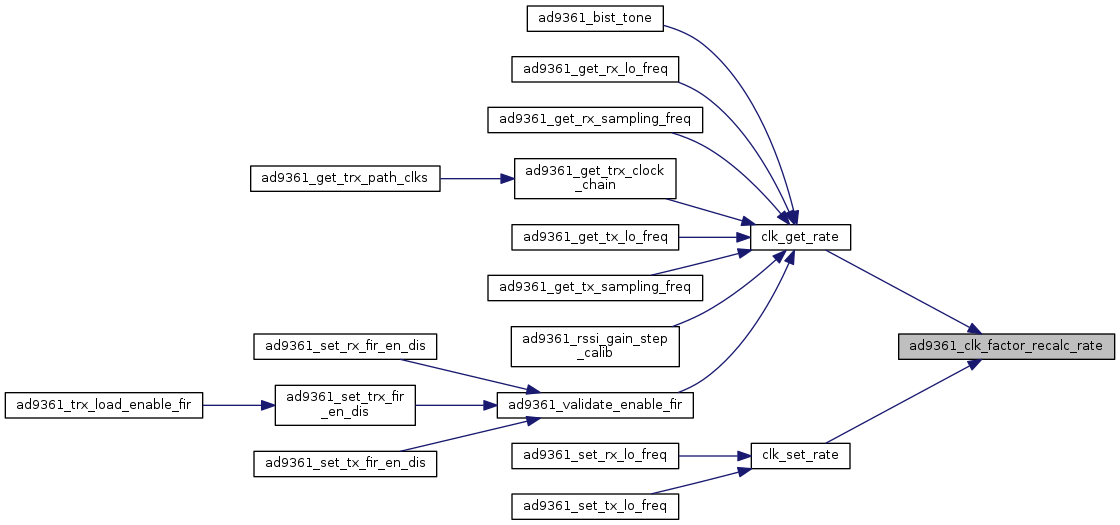 ad9361_bist_tone
ad9361_get_rx_lo_freq
ad9361_get_rx_sampling_freq
ad9361_get_trx_clock
_chain
ad9361_get_trx_path_clks
ad9361_get_tx_lo_freq
clk_get_rate
ad9361_get_tx_sampling_freq
ad9361_rssi_gain_step
_calib
ad9361_set_rx_fir_en_dis
ad9361_clk_factor_recalc_rate
ad9361_trx_load_enable_fir
ad9361_set_trx_fir
_en_dis
ad9361_validate_enable_fir
ad9361_set_tx_fir_en_dis
ad9361_set_rx_lo_freq
clk_set_rate
ad9361_set_tx_lo_freq